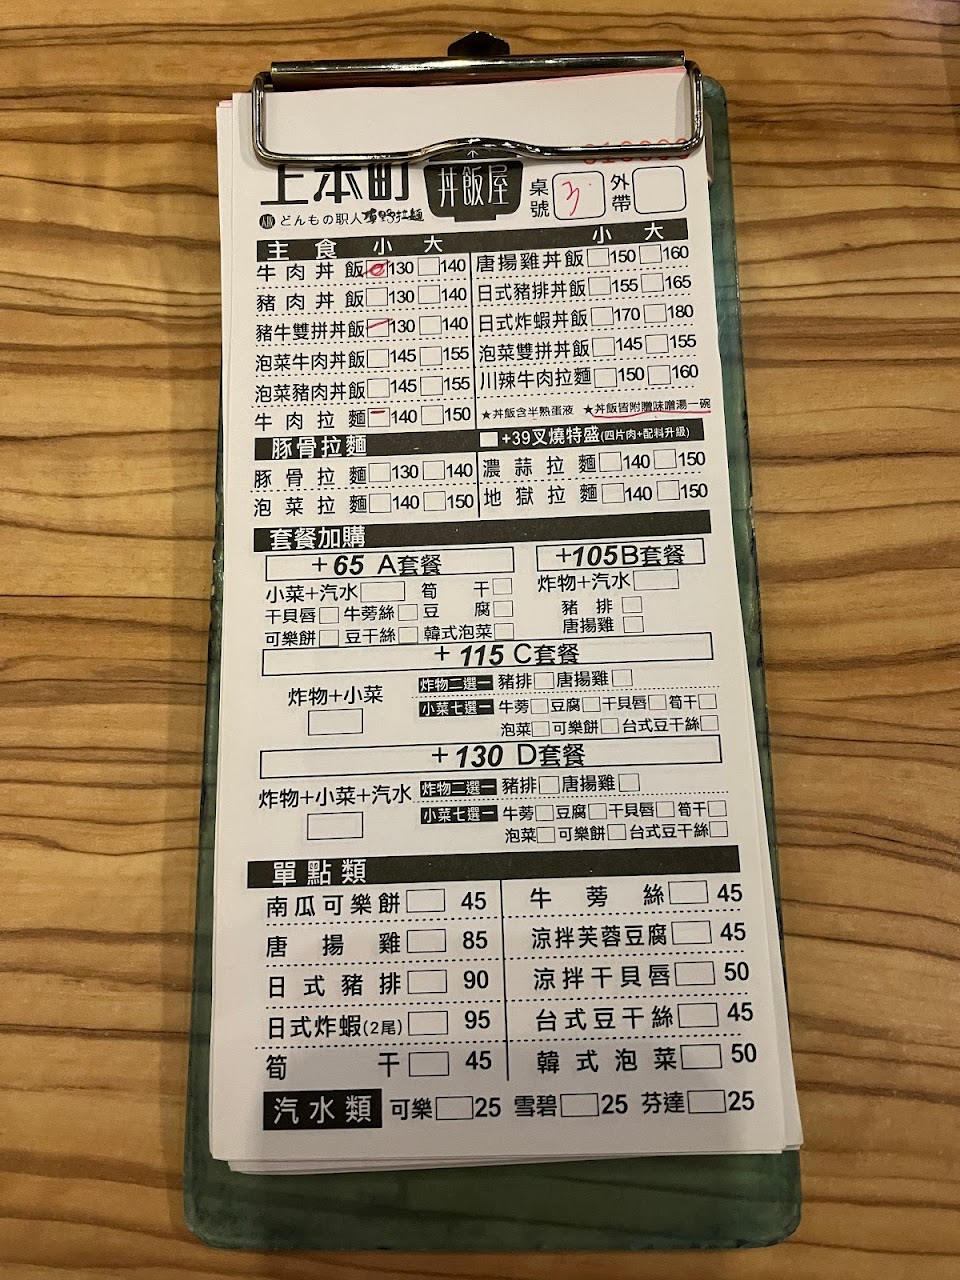 上本町 丼飯屋
桌號 3 外帶
どんもの职人
主食 小 大 小 大
牛肉丼飯 130 140 唐揚雞丼飯 150 160
豬肉丼飯 130 140 日式豬排丼飯 155 165
豬牛雙拼丼飯 130 140 日式炸蝦丼飯 170 180
泡菜牛肉丼飯 145 155 泡菜雙拼丼飯 145 155
泡菜豬肉丼飯 145 155 川辣牛肉拉麵 150 160
牛肉拉麵 140 150 ★丼飯含半熟蛋液 ★丼飯皆附贈味噌湯一碗
豚骨拉麵 +39叉燒特盛(四片肉+配料升級)
豚骨拉麵 130 140 濃蒜拉麵 140 150
泡菜拉麵 140 150 地獄拉麵 140 150
套餐加購
+65 A套餐 +105B套餐
小菜+汽水 筍干 炸物+汽水
干貝唇 牛蒡絲 豆腐 豬排
可樂餅 豆干絲 韓式泡菜 唐揚雞
+115 C套餐
炸物+小菜 炸物二選一 豬排 唐揚雞
小菜七選一 牛蒡 豆腐 干貝唇 筍干
泡菜 可樂餅 台式豆干絲
+130 D套餐
炸物+小菜+汽水 炸物二選一 豬排 唐揚雞
小菜七選一 牛蒡 豆腐 干貝唇 筍干
泡菜 可樂餅 台式豆干絲
單點類
南瓜可樂餅 45 牛蒡絲 45
唐揚雞 85 涼拌芙蓉豆腐 45
日式豬排 90 涼拌干貝唇 50
日式炸蝦(2尾) 95 台式豆干絲 45
筍干 45 韓式泡菜 50
汽水類 可樂 25 雪碧 25 芬達 25